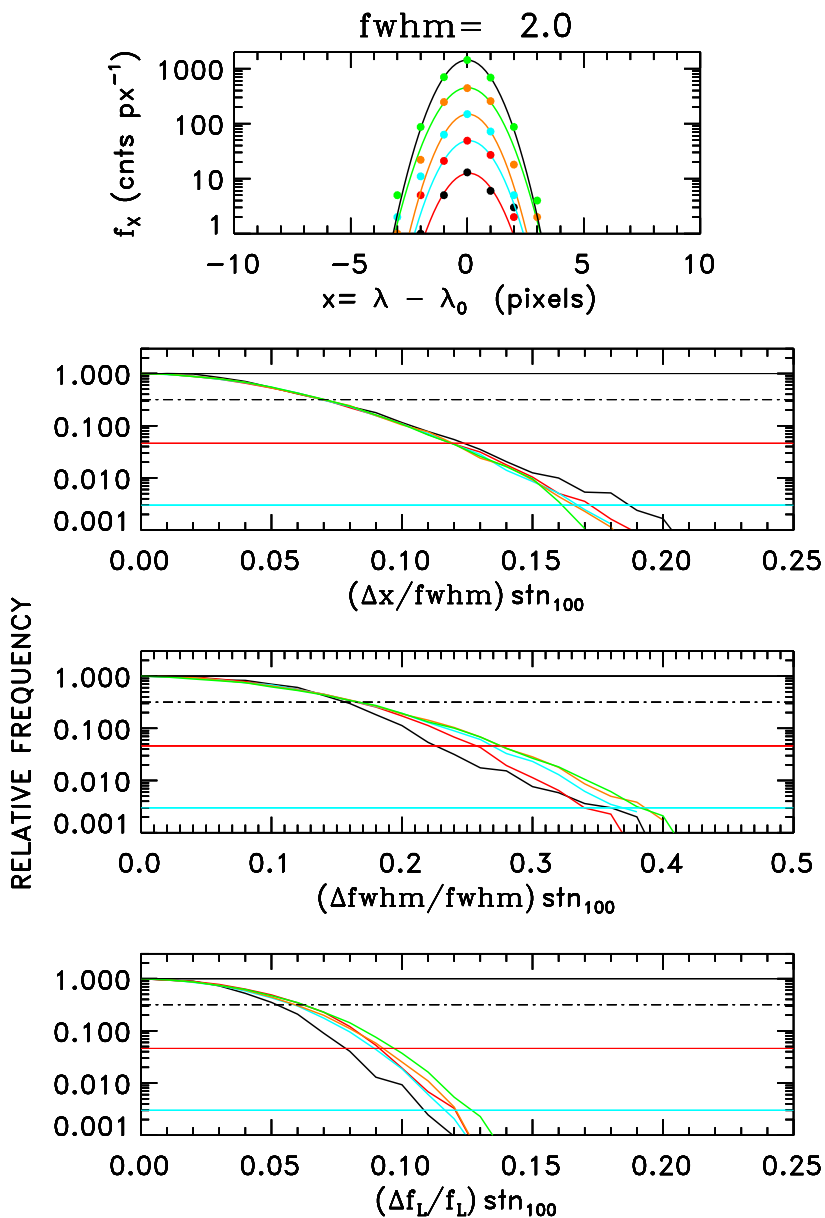 fwhm= 2.0
1000
100
10
1
f_x (cnts px⁻¹)
−10 −5 0 5 10
x= λ − λ₀ (pixels)
1.000
0.100
0.010
0.001
0.00 0.05 0.10 0.15 0.20 0.25
(Δx/fwhm) stn₁₀₀
RELATIVE FREQUENCY
1.000
0.100
0.010
0.001
0.0 0.1 0.2 0.3 0.4 0.5
(Δfwhm/fwhm) stn₁₀₀
1.000
0.100
0.010
0.001
0.00 0.05 0.10 0.15 0.20 0.25
(Δf_L/f_L) stn₁₀₀